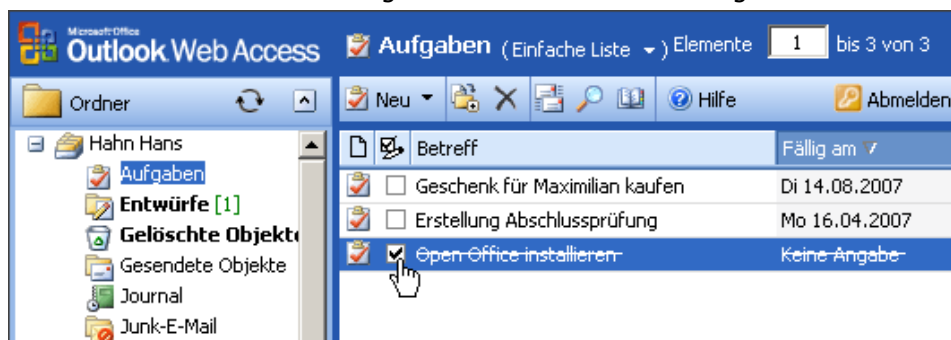 Microsoft Office
Outlook Web Access
Aufgaben (Einfache Liste ) Elemente 1 bis 3 von 3
Ordner
Neu Hilfe Abmelden
Hahn Hans
Aufgaben
Entwürfe [1]
Gelöschte Objekt
Gesendete Objekte
Journal
Junk-E-Mail
Betreff Fällig am
Geschenk für Maximilian kaufen Di 14.08.2007
Erstellung Abschlussprüfung Mo 16.04.2007
Open Office installieren Keine Angabe